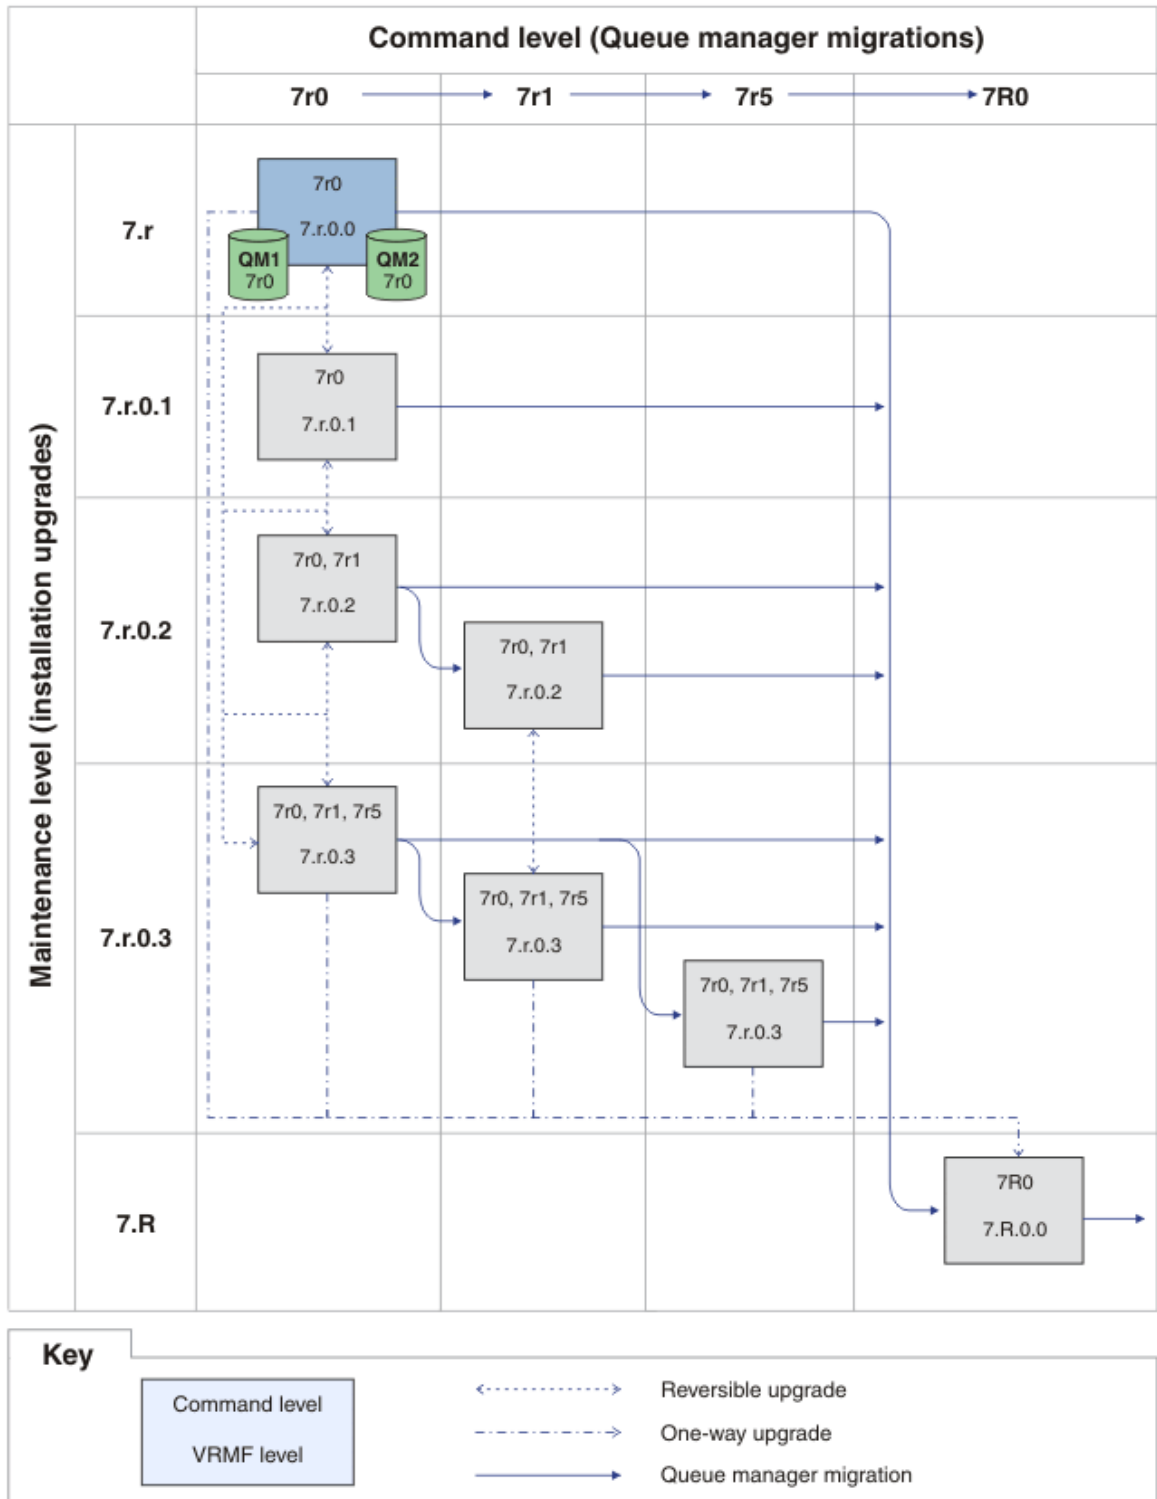 Command level (Queue manager migrations)
7r0
7r1
7r5
7R0
Maintenance level (installation upgrades)
7.r
7r0
7.r.0.0
QM1
7r0
QM2
7r0
7.r.0.1
7r0
7.r.0.1
7.r.0.2
7r0, 7r1
7.r.0.2
7r0, 7r1
7.r.0.2
7.r.0.3
7r0, 7r1, 7r5
7.r.0.3
7r0, 7r1, 7r5
7.r.0.3
7r0, 7r1, 7r5
7.r.0.3
7.R
7R0
7.R.0.0
Key
Command level
VRMF level
Reversible upgrade
One-way upgrade
Queue manager migration